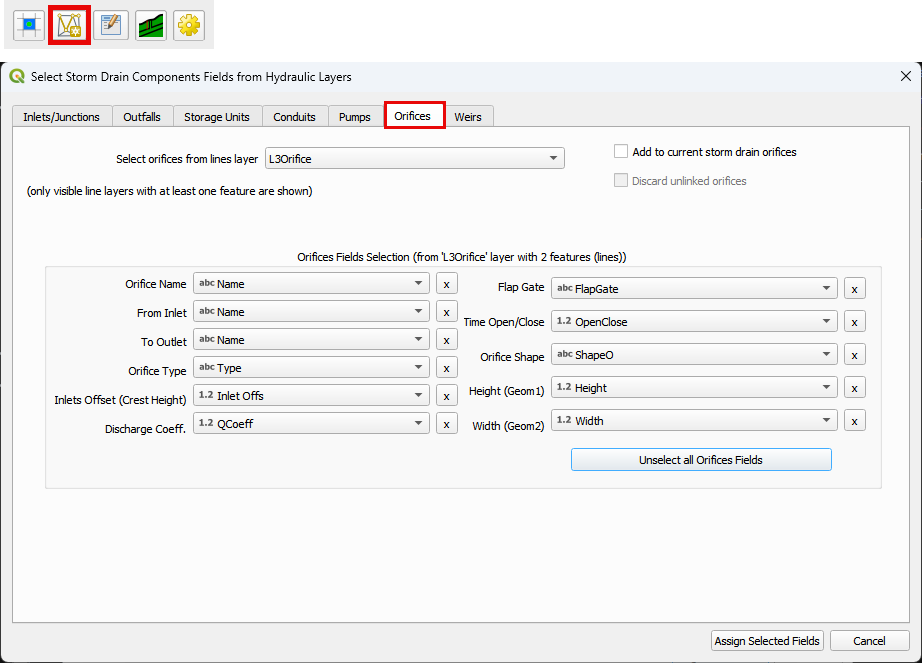 Select Storm Drain Components Fields from Hydraulic Layers
Inlets/Junctions Outfalls Storage Units Conduits Pumps Orifices Weirs
Select orifices from lines layer L3Orifice
Add to current storm drain orifices
Discard unlinked orifices
(only visible line layers with at least one feature are shown)
Orifices Fields Selection (from 'L3Orifice' layer with 2 features (lines))
Orifice Name abc Name x
From Inlet abc Name x
To Outlet abc Name x
Orifice Type abc Type x
Inlets Offset (Crest Height) 1.2 Inlet Offs x
Discharge Coeff. 1.2 QCoeff x
Flap Gate abc FlapGate x
Time Open/Close 1.2 OpenClose x
Orifice Shape abc ShapeO x
Height (Geom1) 1.2 Height x
Width (Geom2) 1.2 Width x
Unselect all Orifices Fields
Assign Selected Fields Cancel